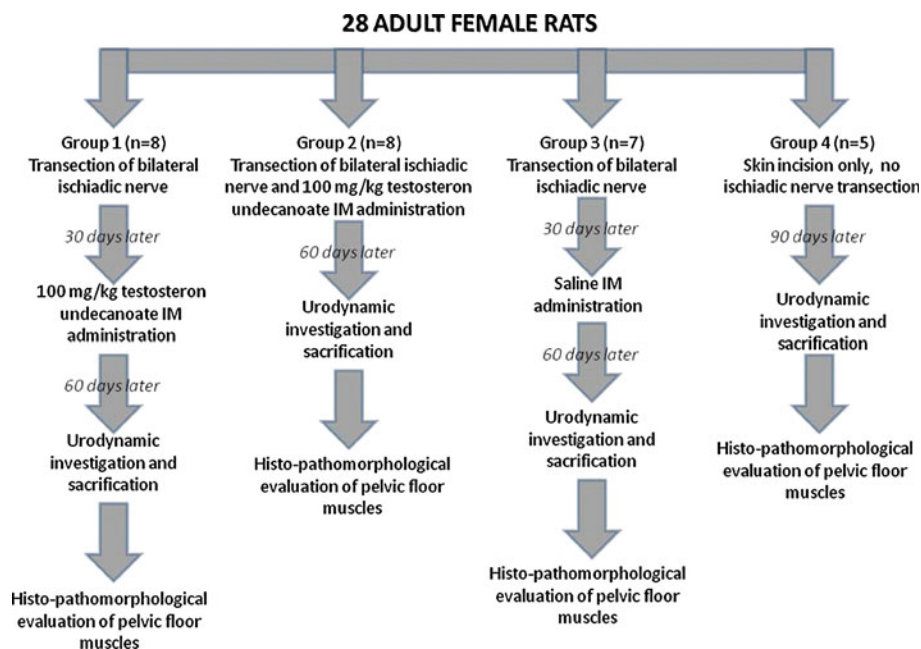 28 ADULT FEMALE RATS
Group 1 (n=8)
Transection of bilateral
ischiadic nerve
30 days later
100 mg/kg testosteron
undecanoate IM
administration
60 days later
Urodynamic
investigation and
sacrification
Histo-pathomorphological
evaluation of pelvic floor
muscles
Group 2 (n=8)
Transection of bilateral ischiadic
nerve and 100 mg/kg testosteron
undecanoate IM administration
60 days later
Urodynamic
investigation and
sacrification
Histo-pathomorphological
evaluation of pelvic floor
muscles
Group 3 (n=7)
Transection of bilateral
ischiadic nerve
30 days later
Saline IM
administration
60 days later
Urodynamic
investigation and
sacrification
Histo-pathomorphological
evaluation of pelvic floor
muscles
Group 4 (n=5)
Skin incision only, no
ischiadic nerve transection
90 days later
Urodynamic
investigation and
sacrification
Histo-pathomorphological
evaluation of pelvic floor
muscles